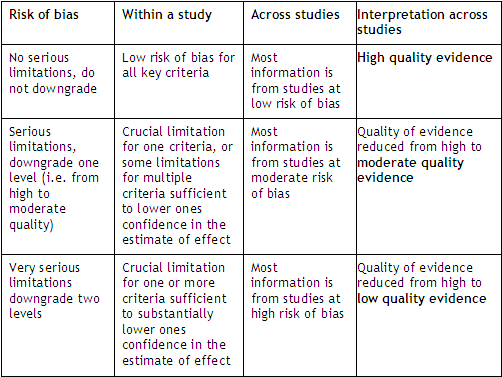 Risk of bias
Within a study
Across studies
Interpretation across
studies
No serious
limitations, do
not downgrade
Low risk of bias for
all key criteria
Most
information is
from studies at
low risk of bias
High quality evidence
Serious
limitations,
downgrade one
level (i.e. from
high to
moderate
quality)
Crucial limitation
for one criteria, or
some limitations
for multiple
criteria sufficient
to lower ones
confidence in the
estimate of effect
Most
information is
from studies at
moderate risk
of bias
Quality of evidence
reduced from high to
moderate quality
evidence
Very serious
limitations
downgrade two
levels
Crucial limitation
for one or more
criteria sufficient
to substantially
lower ones
confidence in the
estimate of effect
Most
information is
from studies at
high risk of bias
Quality of evidence
reduced from high to
low quality evidence